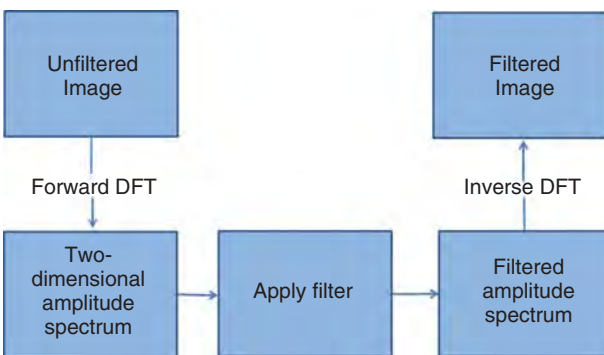 Unfiltered
Image
Filtered
Image
Forward DFT
Inverse DFT
Two-
dimensional
amplitude
spectrum
Apply filter
Filtered
amplitude
spectrum